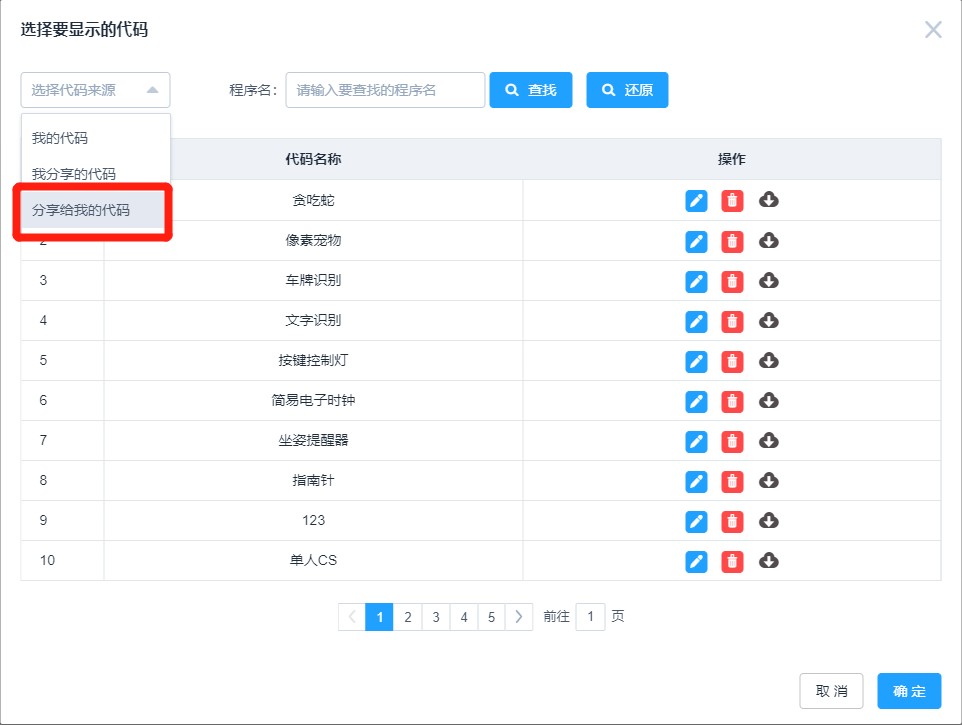 选择要显示的代码
选择代码来源 程序名: 请输入要查找的程序名 查找 还原
我的代码
我分享的代码
分享给我的代码
代码名称 操作
贪吃蛇
2 像素宠物
3 车牌识别
4 文字识别
5 按键控制灯
6 简易电子时钟
7 坐姿提醒器
8 指南针
9 123
10 单人CS
1 2 3 4 5 前往 1 页
取消 确定